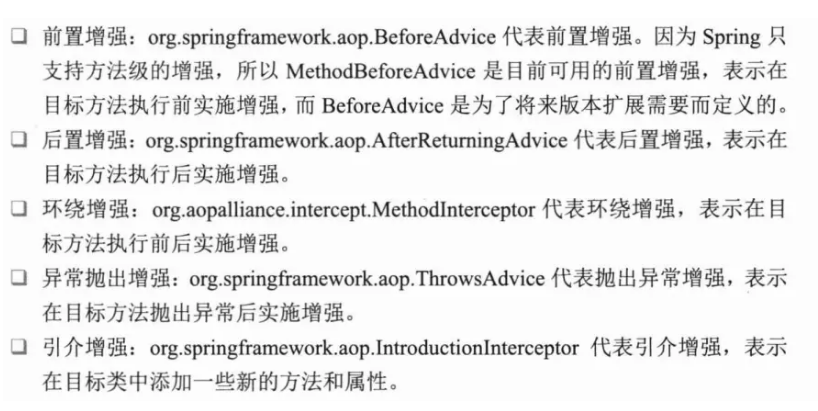 ❑ 前置增强：org.springframework.aop.BeforeAdvice 代表前置增强。因为 Spring 只
支持方法级的增强，所以 MethodBeforeAdvice 是目前可用的前置增强，表示在
目标方法执行前实施增强，而 BeforeAdvice 是为了将来版本扩展需要而定义的。
❑ 后置增强：org.springframework.aop.AfterReturningAdvice 代表后置增强，表示在
目标方法执行后实施增强。
❑ 环绕增强：org.aopalliance.intercept.MethodInterceptor 代表环绕增强，表示在目
标方法执行前后实施增强。
❑ 异常抛出增强：org.springframework.aop.ThrowsAdvice 代表抛出异常增强，表示
在目标方法抛出异常后实施增强。
❑ 引介增强：org.springframework.aop.IntroductionInterceptor 代表引介增强，表示
在目标类中添加一些新的方法和属性。